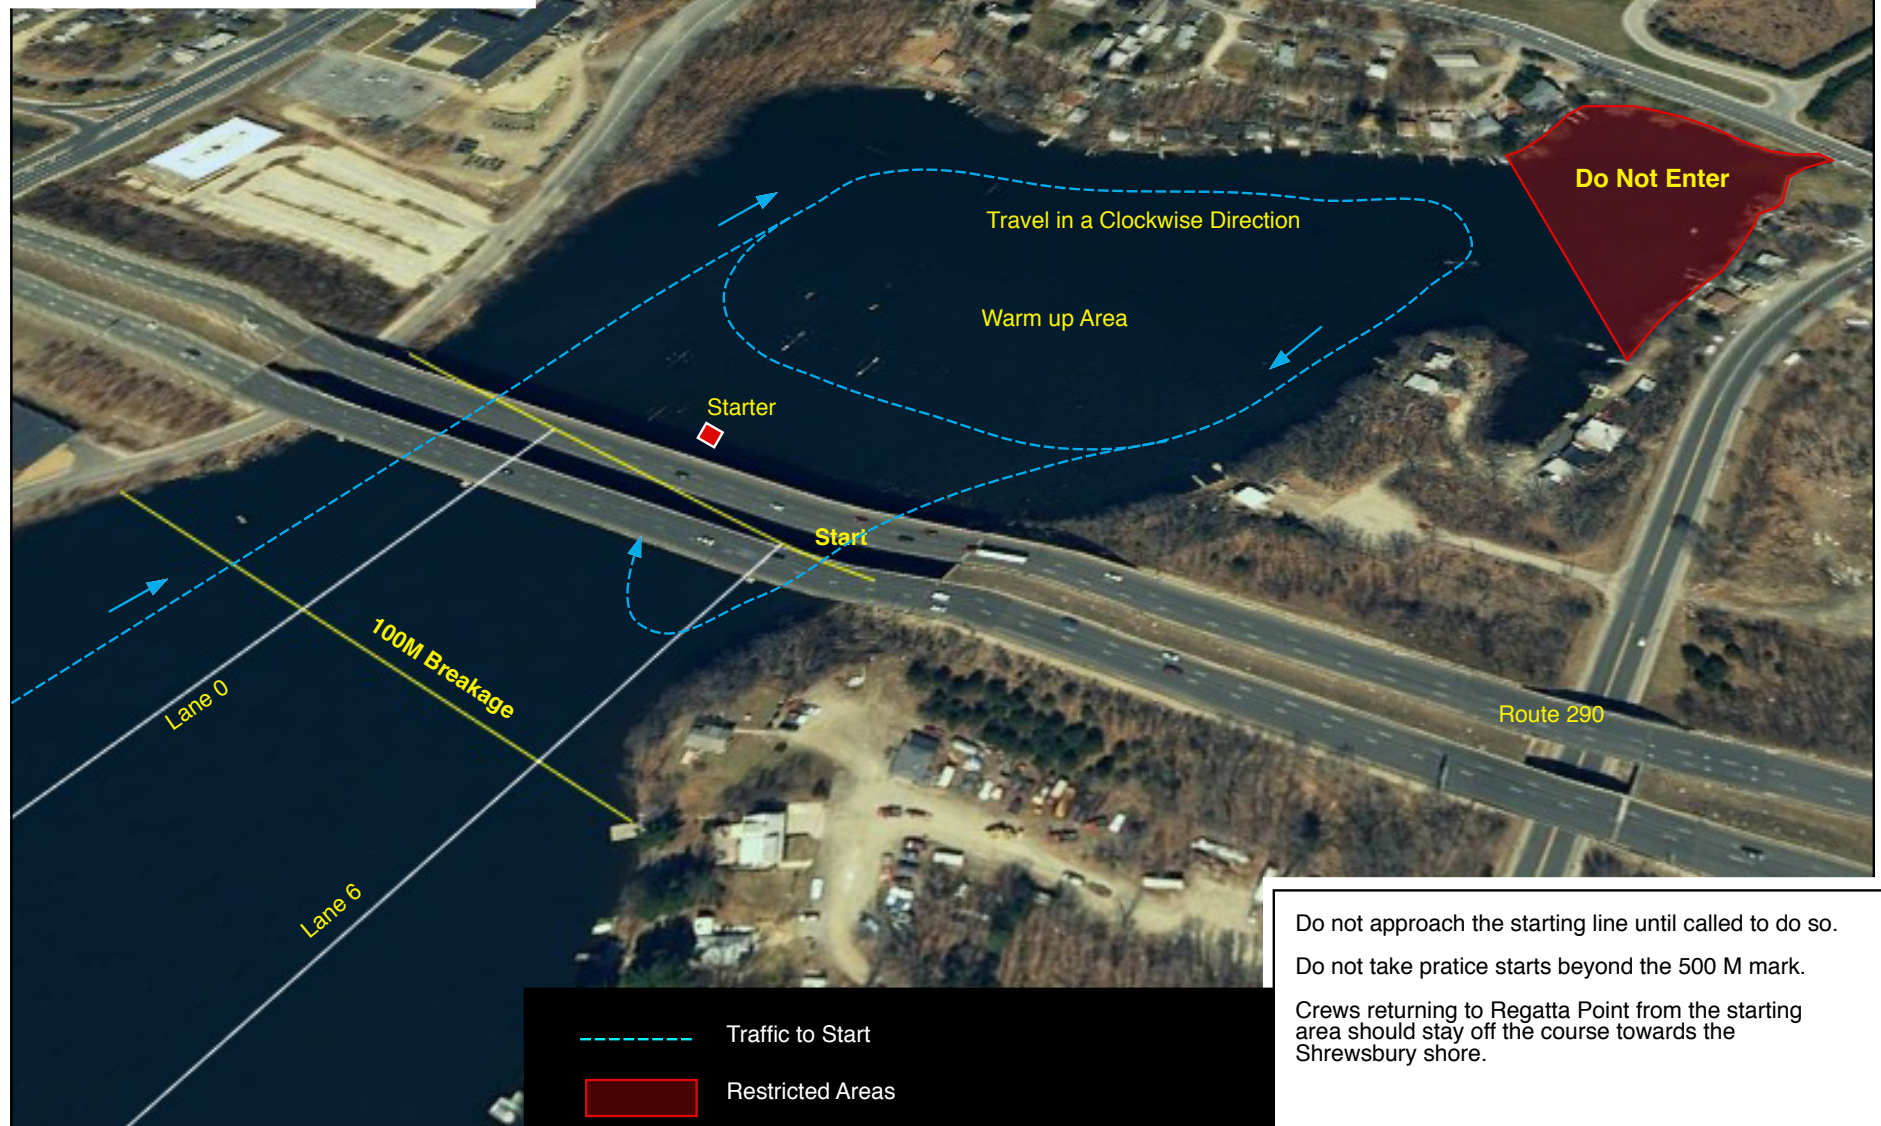 Do Not Enter
Travel in a Clockwise Direction
Warm up Area
Starter
Start
100M Breakage
Lane 0
Lane 6
Route 290
Do not approach the starting line until called to do so.
Do not take pratice starts beyond the 500 M mark.
Crews returning to Regatta Point from the starting
area should stay off the course towards the
Shrewsbury shore.
Traffic to Start
Restricted Areas